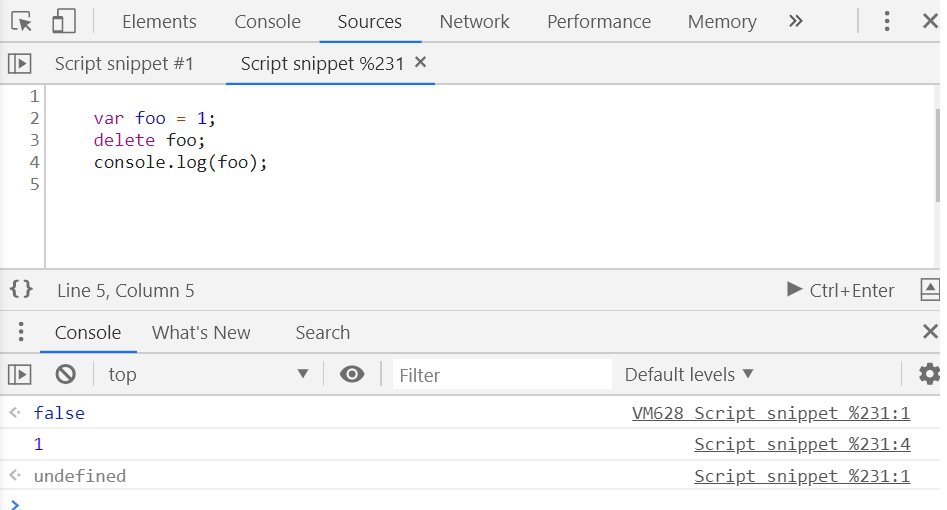 Elements Console Sources Network Performance Memory »
Script snippet #1 Script snippet %231 ×
1
2 var foo = 1;
3 delete foo;
4 console.log(foo);
5
{} Line 5, Column 5 Ctrl+Enter
Console What's New Search
top Filter Default levels
false VM628 Script snippet %231:1
1 Script snippet %231:4
undefined Script snippet %231:1